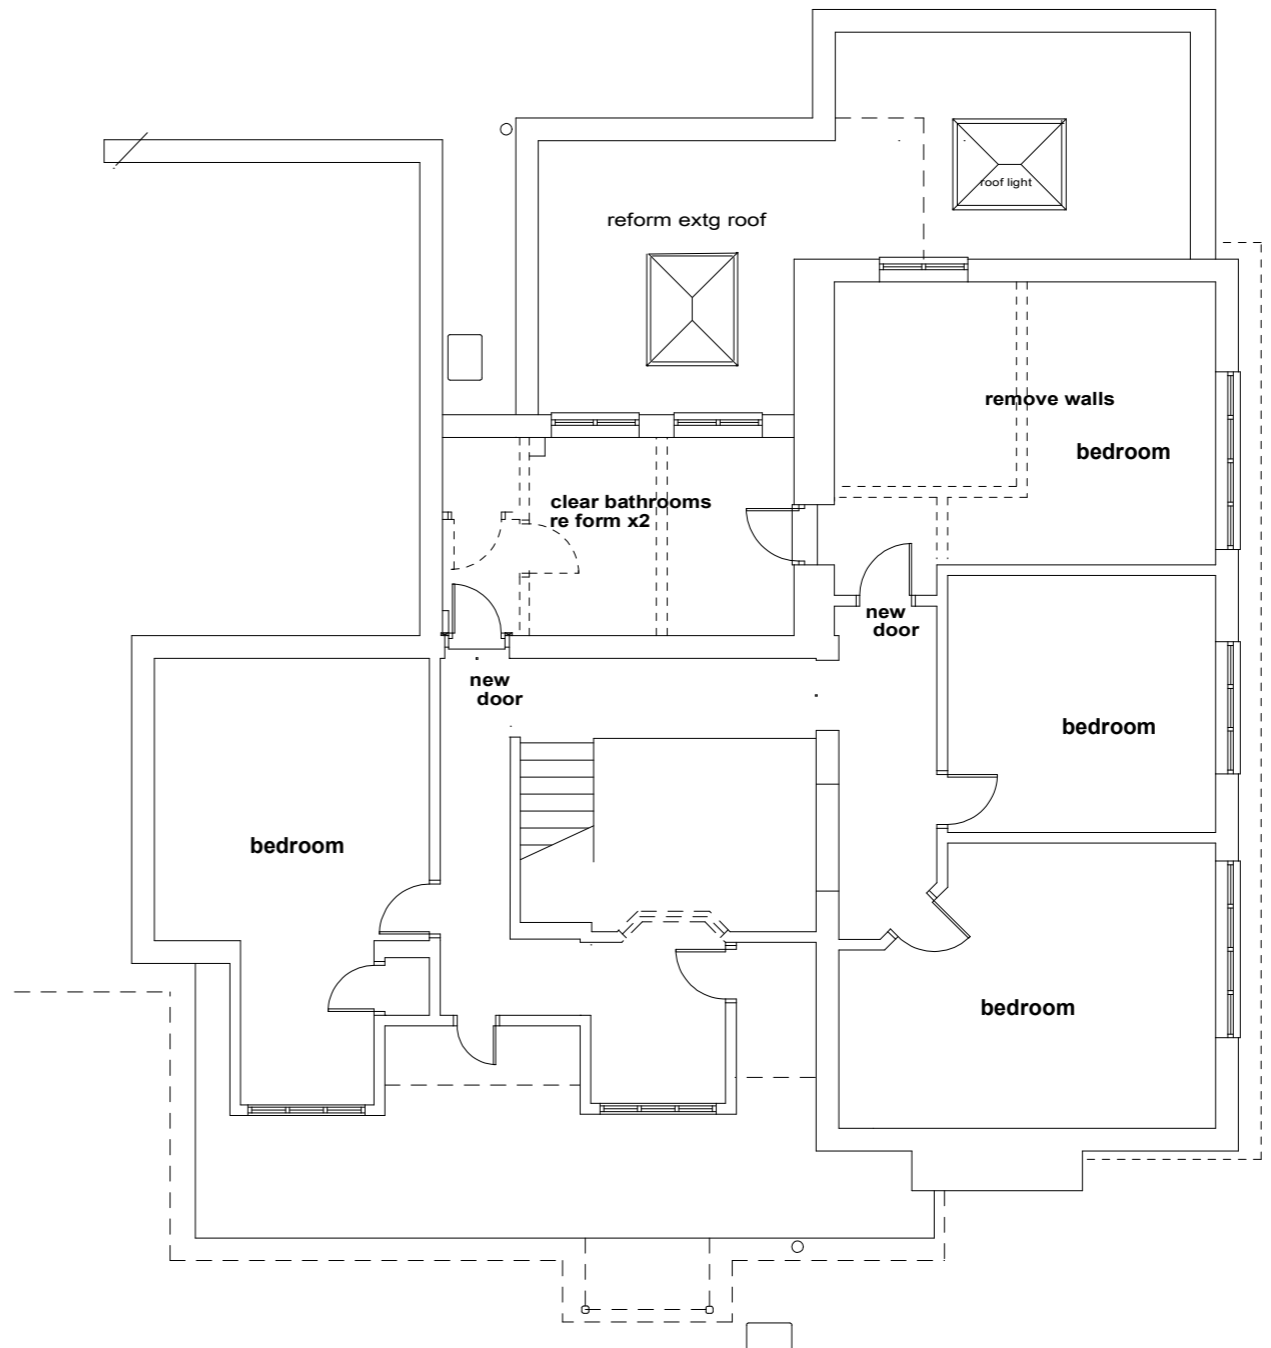 roof light
reform extg roof
remove walls
bedroom
clear bathrooms
re form x2
new
door
new
door
bedroom
bedroom
bedroom